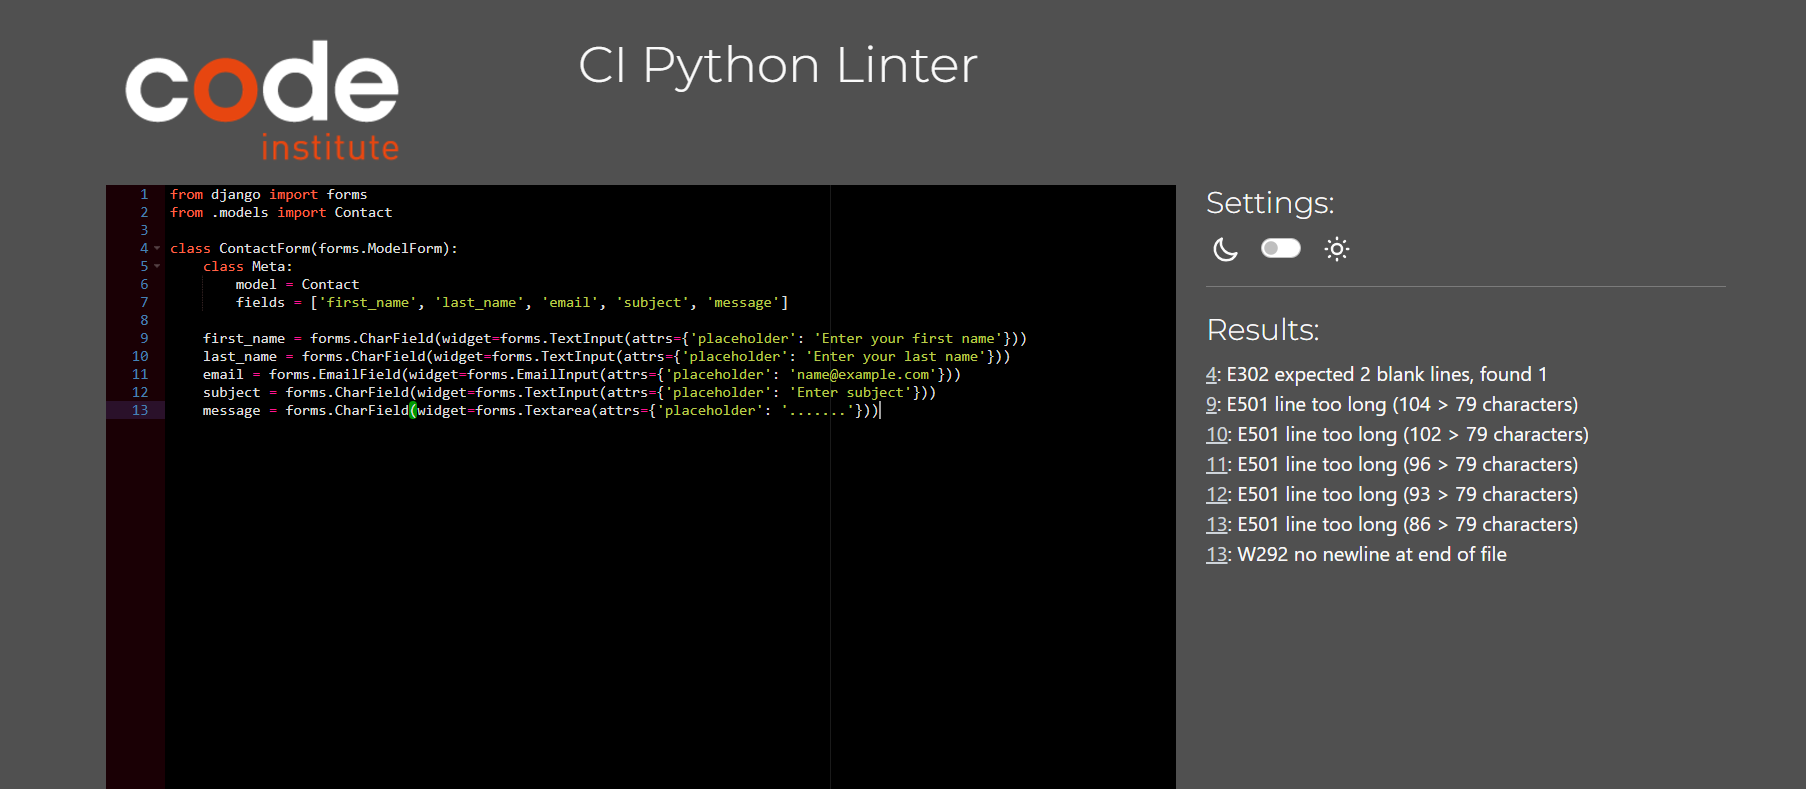 code
institute
CI Python Linter
1 from django import forms
2 from .models import Contact
3
4 class ContactForm(forms.ModelForm):
5     class Meta:
6         model = Contact
7         fields = ['first_name', 'last_name', 'email', 'subject', 'message']
8
9     first_name = forms.CharField(widget=forms.TextInput(attrs={'placeholder': 'Enter your first name'}))
10     last_name = forms.CharField(widget=forms.TextInput(attrs={'placeholder': 'Enter your last name'}))
11     email = forms.EmailField(widget=forms.EmailInput(attrs={'placeholder': 'name@example.com'}))
12     subject = forms.CharField(widget=forms.TextInput(attrs={'placeholder': 'Enter subject'}))
13     message = forms.CharField(widget=forms.Textarea(attrs={'placeholder': '.......'}))
Settings:
Results:
4: E302 expected 2 blank lines, found 1
9: E501 line too long (104 > 79 characters)
10: E501 line too long (102 > 79 characters)
11: E501 line too long (96 > 79 characters)
12: E501 line too long (93 > 79 characters)
13: E501 line too long (86 > 79 characters)
13: W292 no newline at end of file